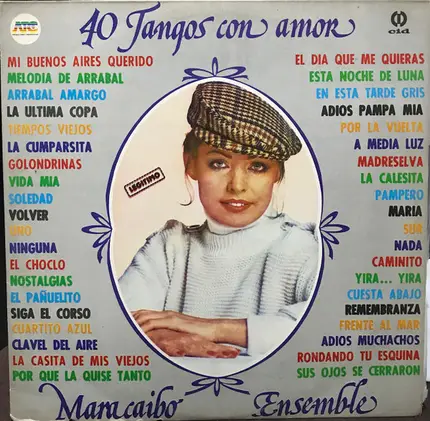 40 Tangos con amor
cid
MI BUENOS AIRES QUERIDO
MELODIA DE ARRABAL
ARRABAL AMARGO
LA ULTIMA COPA
TIEMPOS VIEJOS
LA CUMPARSITA
GOLONDRINAS
VIDA MIA
SOLEDAD
VOLVER
UNO
NINGUNA
EL CHOCLO
NOSTALGIAS
EL PAÑUELITO
SIGA EL CORSO
CUARTITO AZUL
CLAVEL DEL AIRE
LA CASITA DE MIS VIEJOS
POR QUE LA QUISE TANTO
LEGITIMO
EL DIA QUE ME QUIERAS
ESTA NOCHE DE LUNA
EN ESTA TARDE GRIS
ADIOS PAMPA MIA
POR LA VUELTA
A MEDIA LUZ
MADRESELVA
LA CALESITA
PAMPERO
MARIA
SUR
NADA
CAMINITO
YIRA... YIRA
CUESTA ABAJO
REMEMBRANZA
FRENTE AL MAR
ADIOS MUCHACHOS
RONDANDO TU ESQUINA
SUS OJOS SE CERRARON
Maracaibo Ensemble